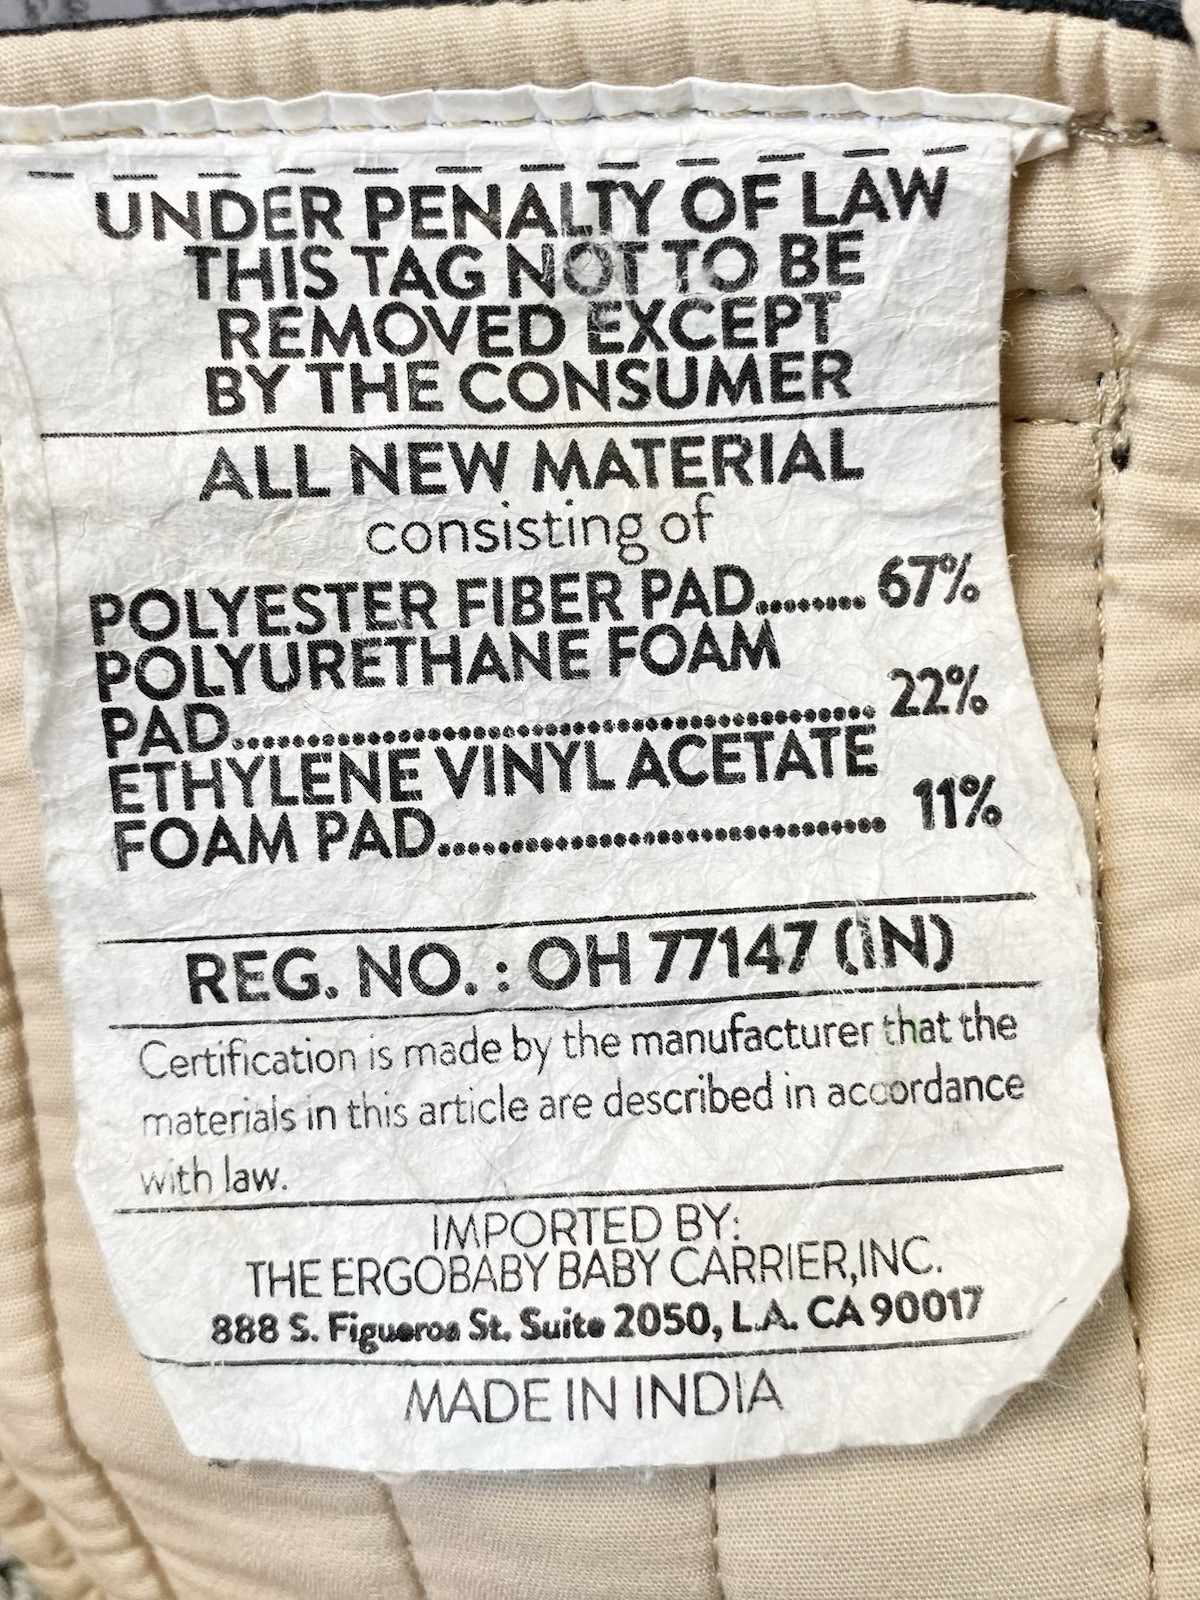 UNDER PENALTY OF LAW
THIS TAG NOT TO BE
REMOVED EXCEPT
BY THE CONSUMER
ALL NEW MATERIAL
consisting of
POLYESTER FIBER PAD......... 67%
POLYURETHANE FOAM
PAD.................................................. 22%
ETHYLENE VINYL ACETATE
FOAM PAD................................... 11%
REG. NO. : OH 77147 (IN)
Certification is made by the manufacturer that the
materials in this article are described in accordance
with law.
IMPORTED BY:
THE ERGOBABY BABY CARRIER,INC.
888 S. Figueroa St. Suite 2050, L.A. CA 90017
MADE IN INDIA